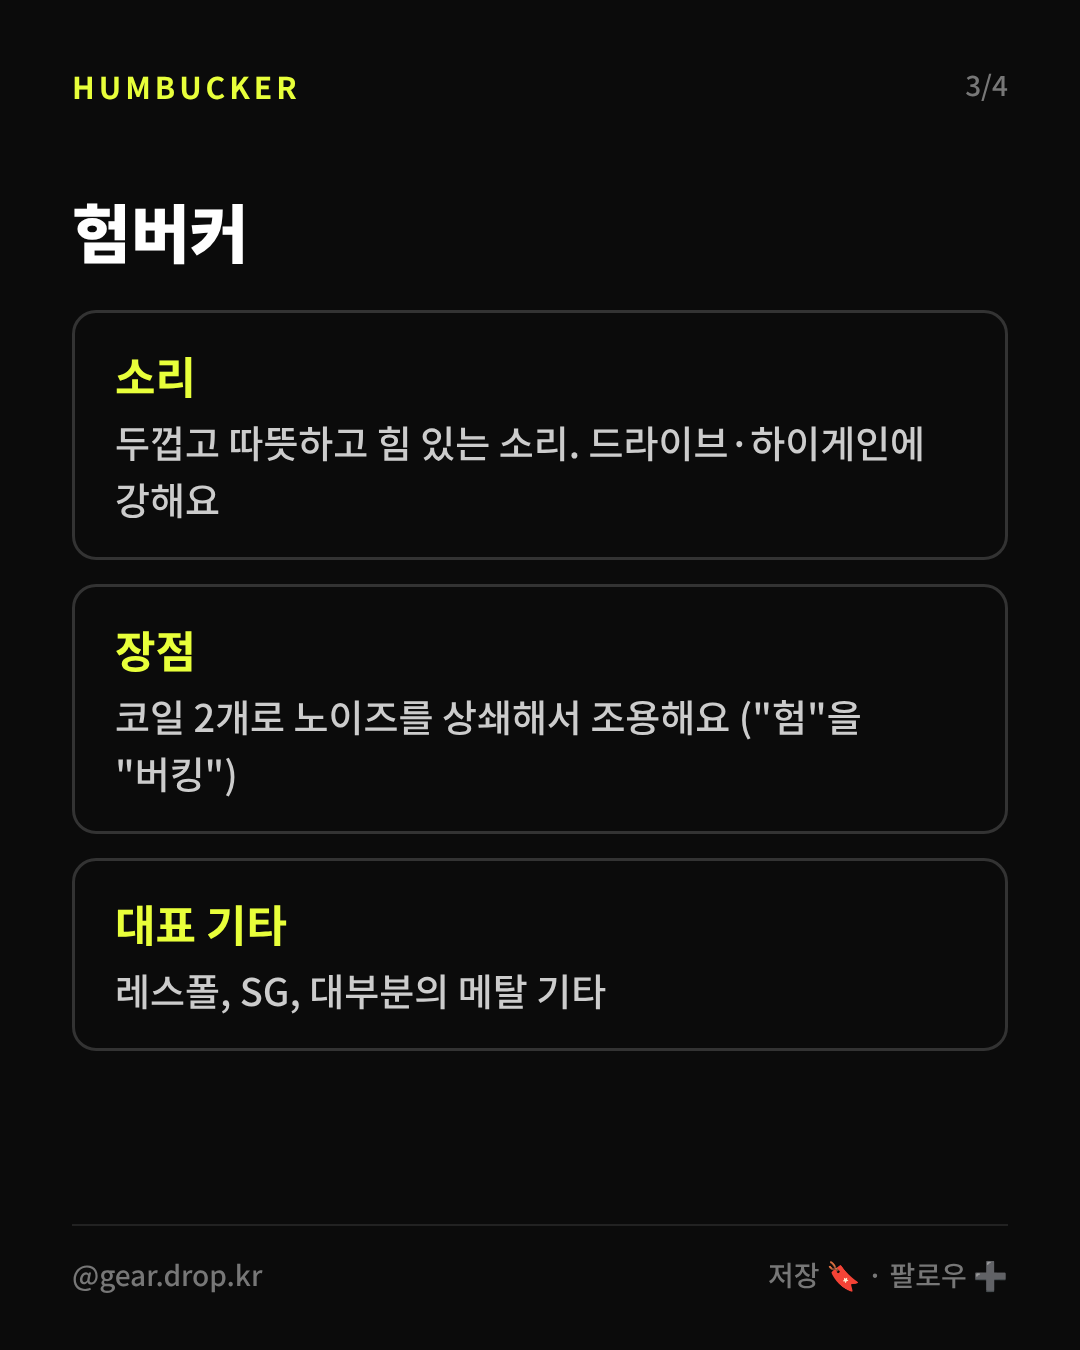 HUMBUCKER
3/4
험버커
소리
두껍고 따뜻하고 힘 있는 소리. 드라이브·하이게인에
강해요
장점
코일 2개로 노이즈를 상쇄해서 조용해요 ("험"을
"버킹")
대표 기타
레스폴, SG, 대부분의 메탈 기타
@gear.drop.kr
저장 🔖 · 팔로우 ➕